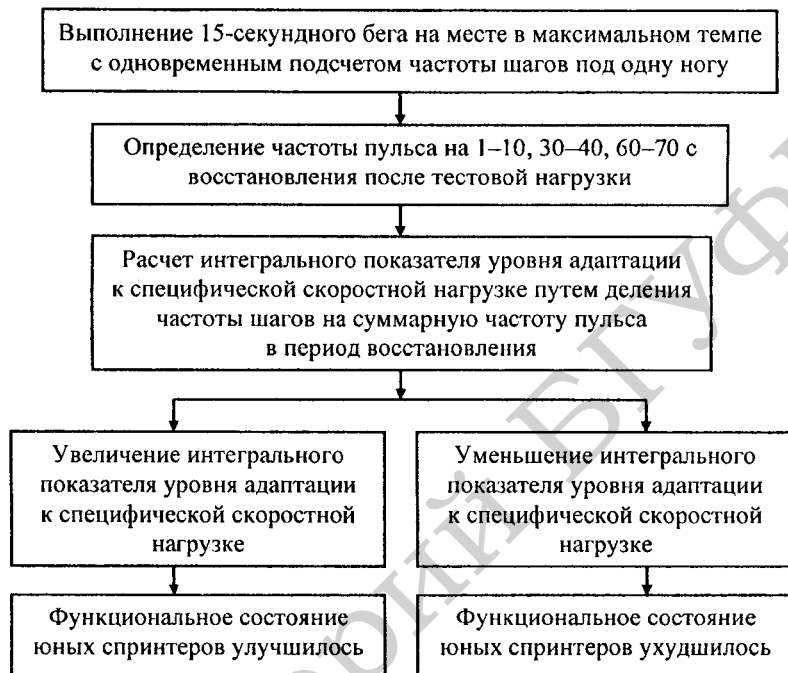 Выполнение 15-секундного бега на месте в максимальном темпе
с одновременным подсчетом частоты шагов под одну ногу
Определение частоты пульса на 1–10, 30–40, 60–70 с
восстановления после тестовой нагрузки
Расчет интегрального показателя уровня адаптации
к специфической скоростной нагрузке путем деления
частоты шагов на суммарную частоту пульса
в период восстановления
Увеличение интегрального
показателя уровня адаптации
к специфической скоростной
нагрузке
Уменьшение интегрального
показателя уровня адаптации
к специфической скоростной
нагрузке
Функциональное состояние
юных спринтеров улучшилось
Функциональное состояние
юных спринтеров ухудшилось